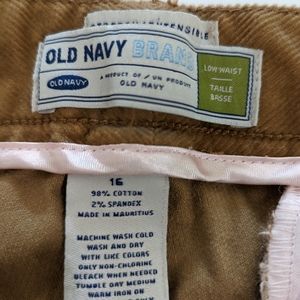 OLD NAVY BRAND
OLD NAVY
A PRODUCT OF / UN PRODUIT
OLD NAVY
LOW WAIST
TAILLE
BASSE
16
98% COTTON
2% SPANDEX
MADE IN MAURITIUS
MACHINE WASH COLD
WASH AND DRY
WITH LIKE COLORS
ONLY NON-CHLORINE
BLEACH WHEN NEEDED
TUMBLE DRY MEDIUM
WARM IRON ON